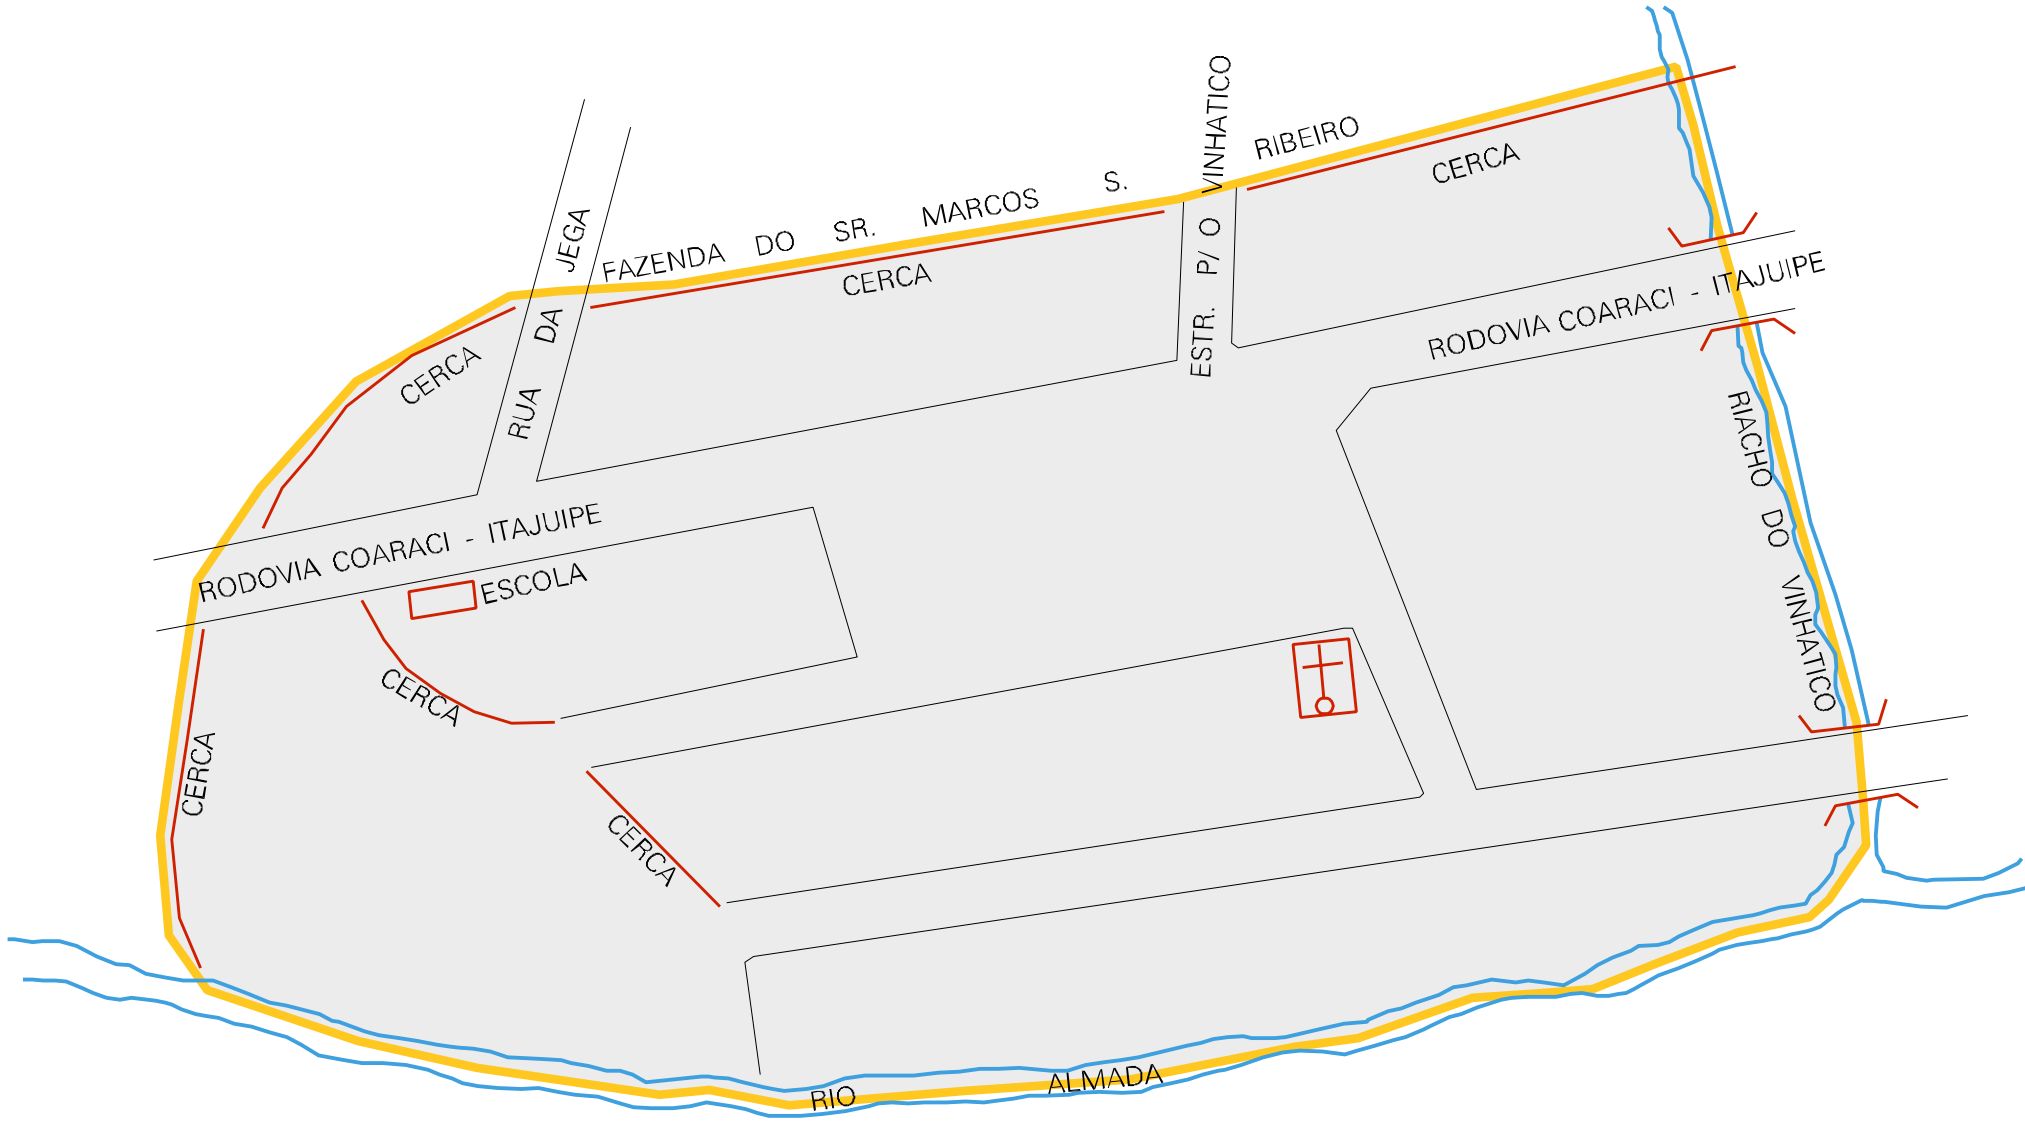 ESTR. P/ O VINHATICO
RIBEIRO
CERCA
FAZENDA DO SR. MARCOS S.
RUA DA JEGA
CERCA
CERCA
RODOVIA COARACI - ITAJUIPE
RODOVIA COARACI - ITAJUIPE
ESCOLA
RIACHO DO VINHATICO
CERCA
CERCA
CERCA
RIO ALMADA